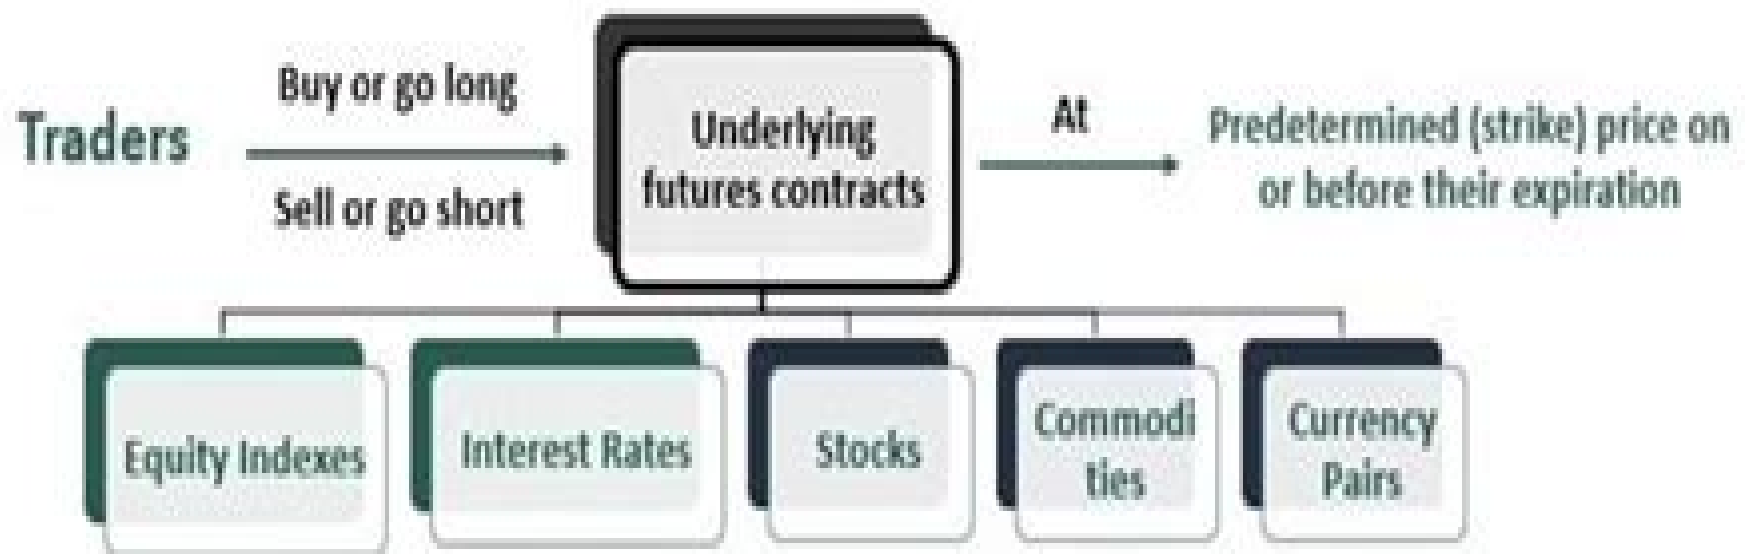 Traders
Buy or go long
Sell or go short
Underlying
futures contracts
At
Predetermined (strike) price on
or before their expiration
Equity Indexes
Interest Rates
Stocks
Commodi
ties
Currency
Pairs